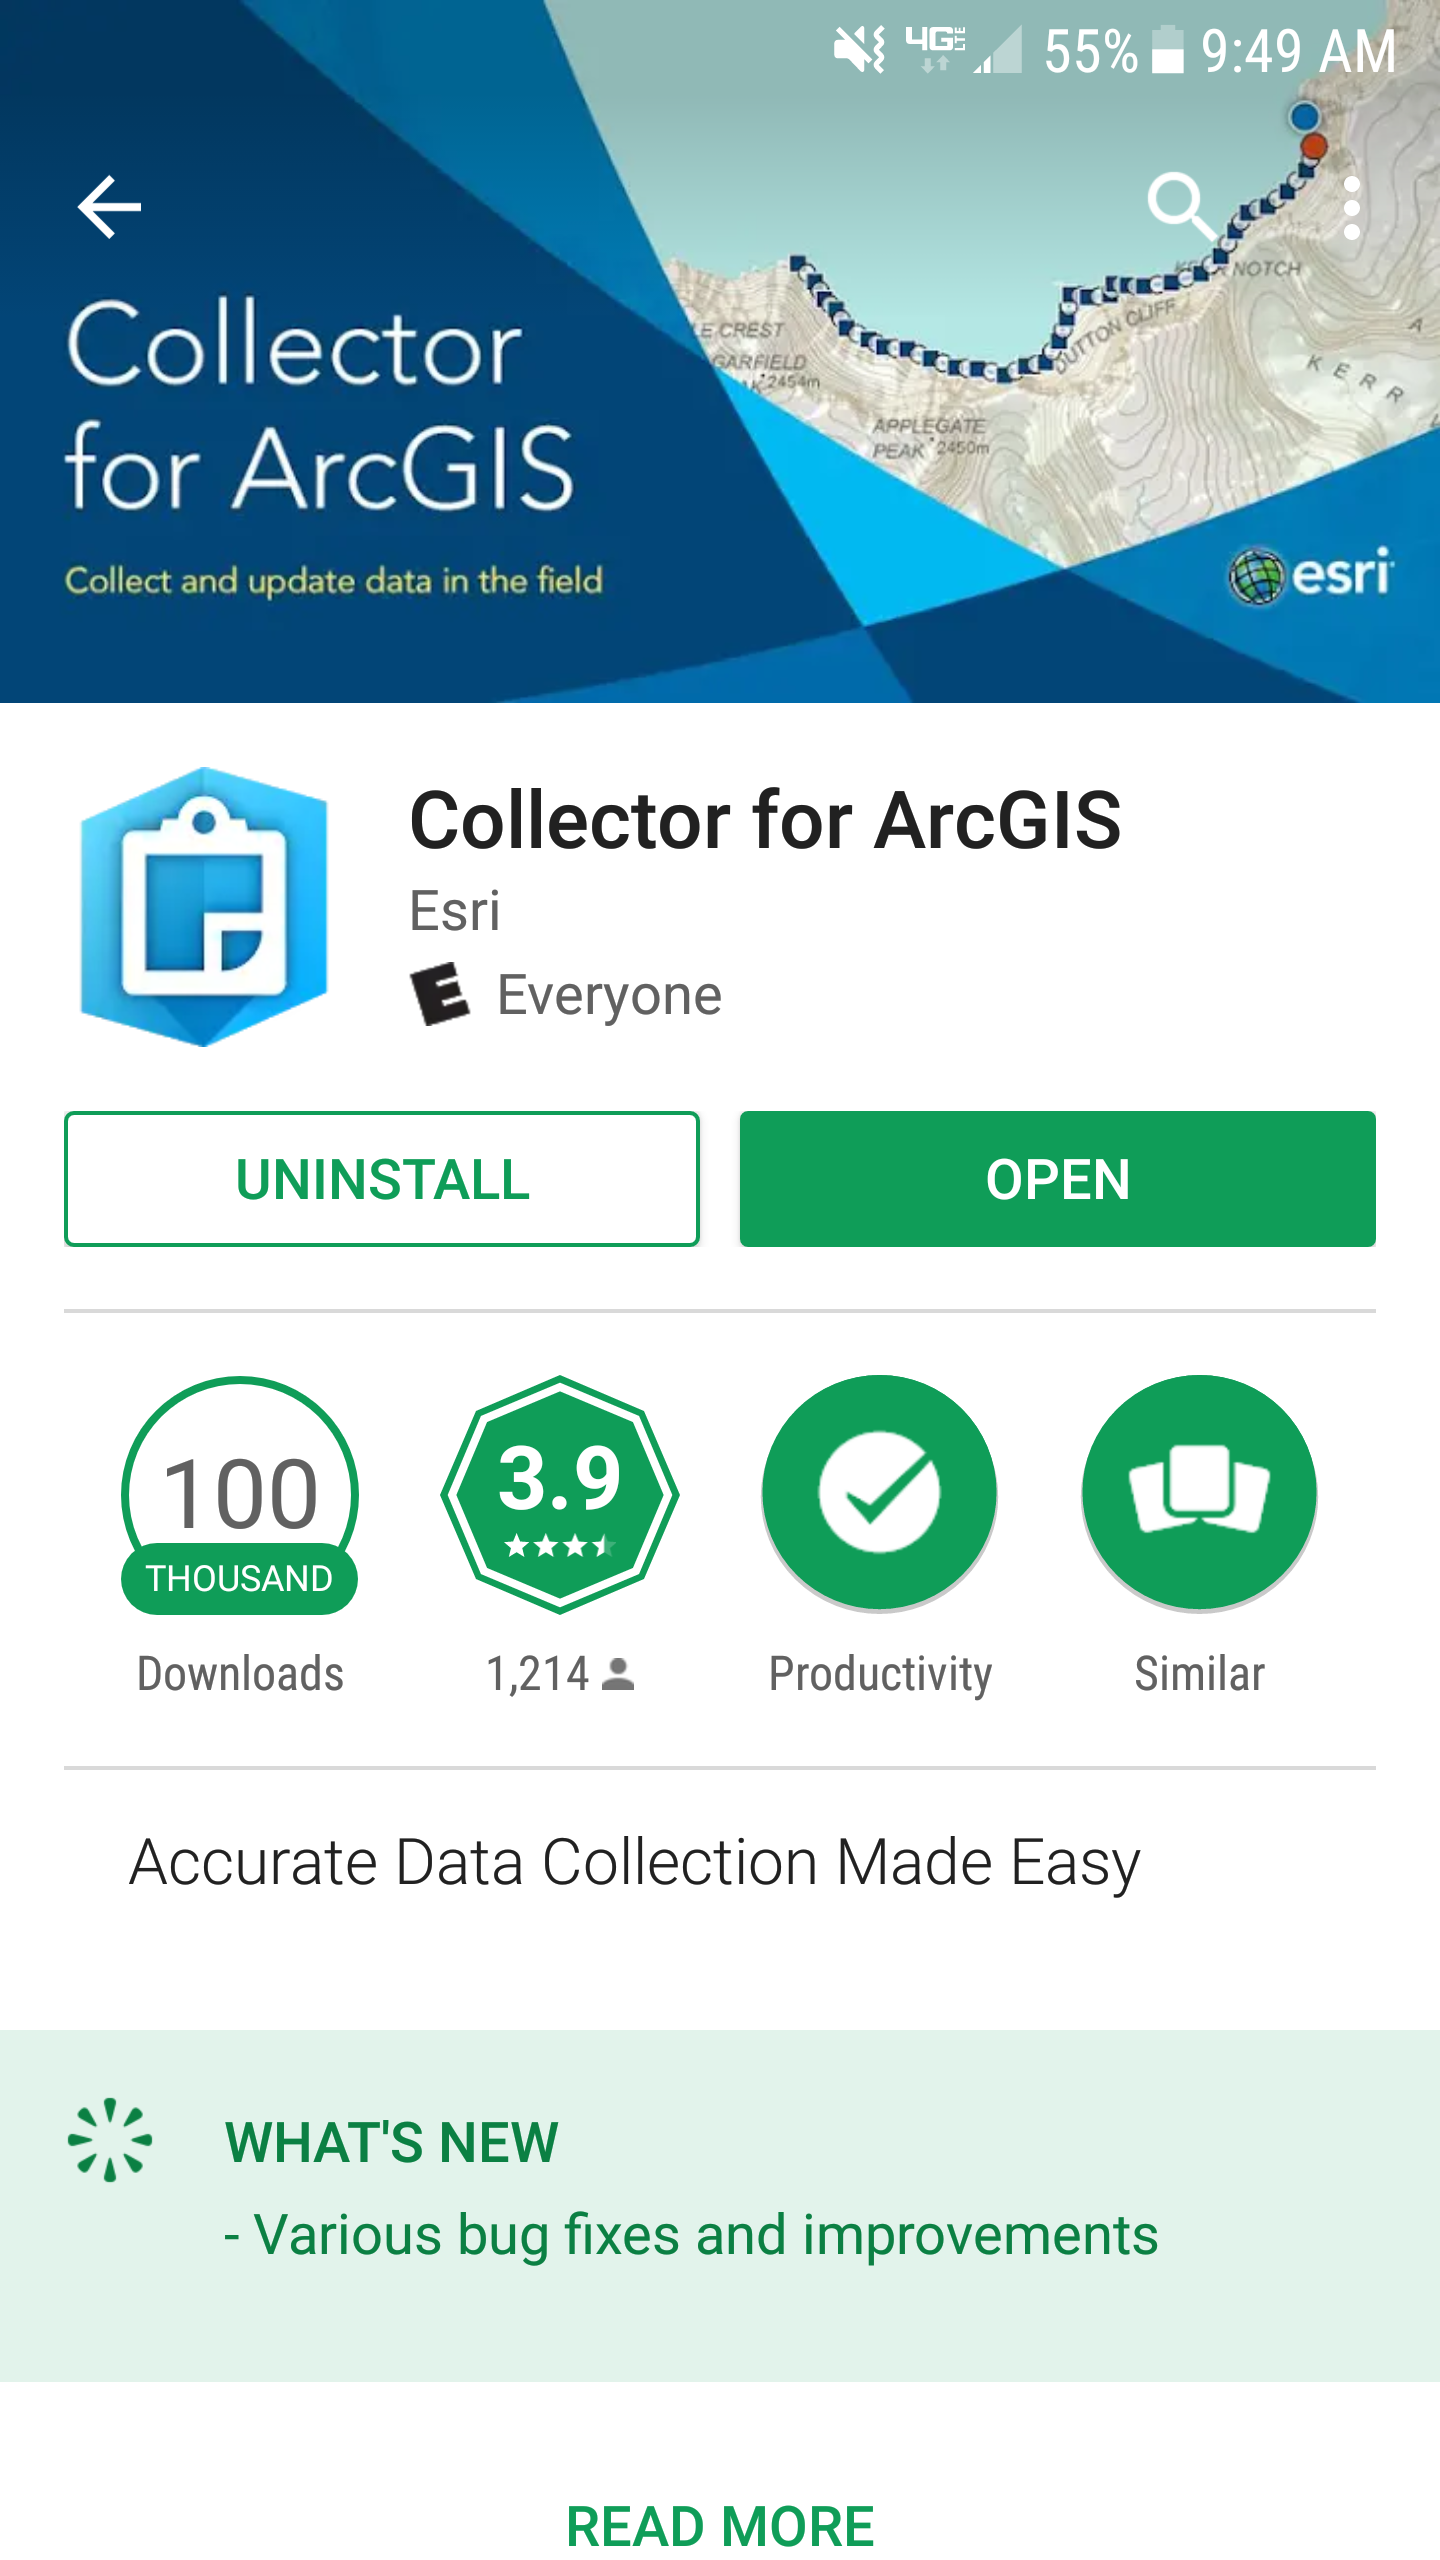 4G LTE 55% 9:49 AM
Collector
for ArcGIS
Collect and update data in the field
NOTCH
DUTTON CLIFF
LE CREST
GARFIELD
2454m
APPLEGATE
PEAK 2450m
K E R R
esri
Collector for ArcGIS
Esri
E Everyone
UNINSTALL
OPEN
100
THOUSAND
Downloads
3.9
1,214
Productivity
Similar
Accurate Data Collection Made Easy
WHAT'S NEW
- Various bug fixes and improvements
READ MORE